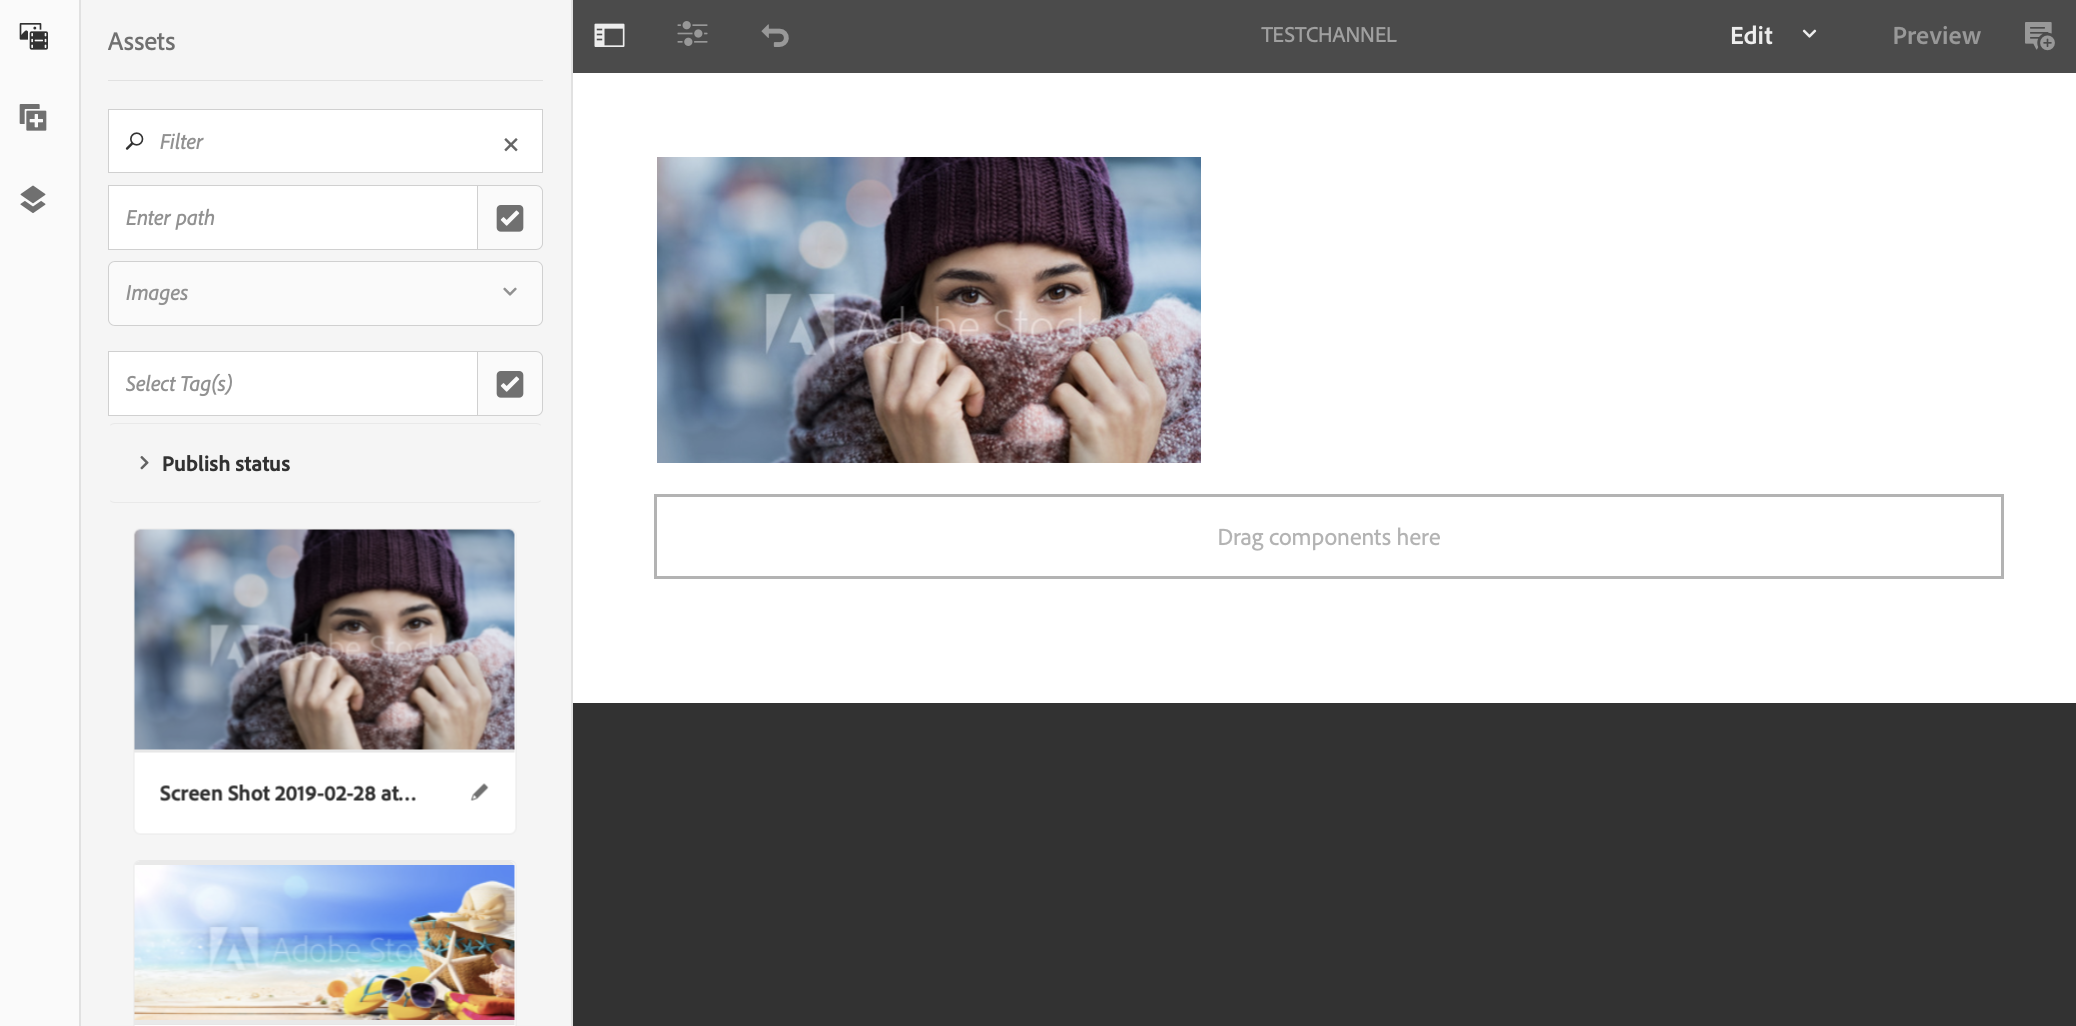 Assets
Filter
Enter path
Images
Select Tag(s)
Publish status
Adobe Stock
Screen Shot 2019-02-28 at...
Adobe Stoc
TESTCHANNEL
Edit
Preview
Adobe Stock
Drag components here